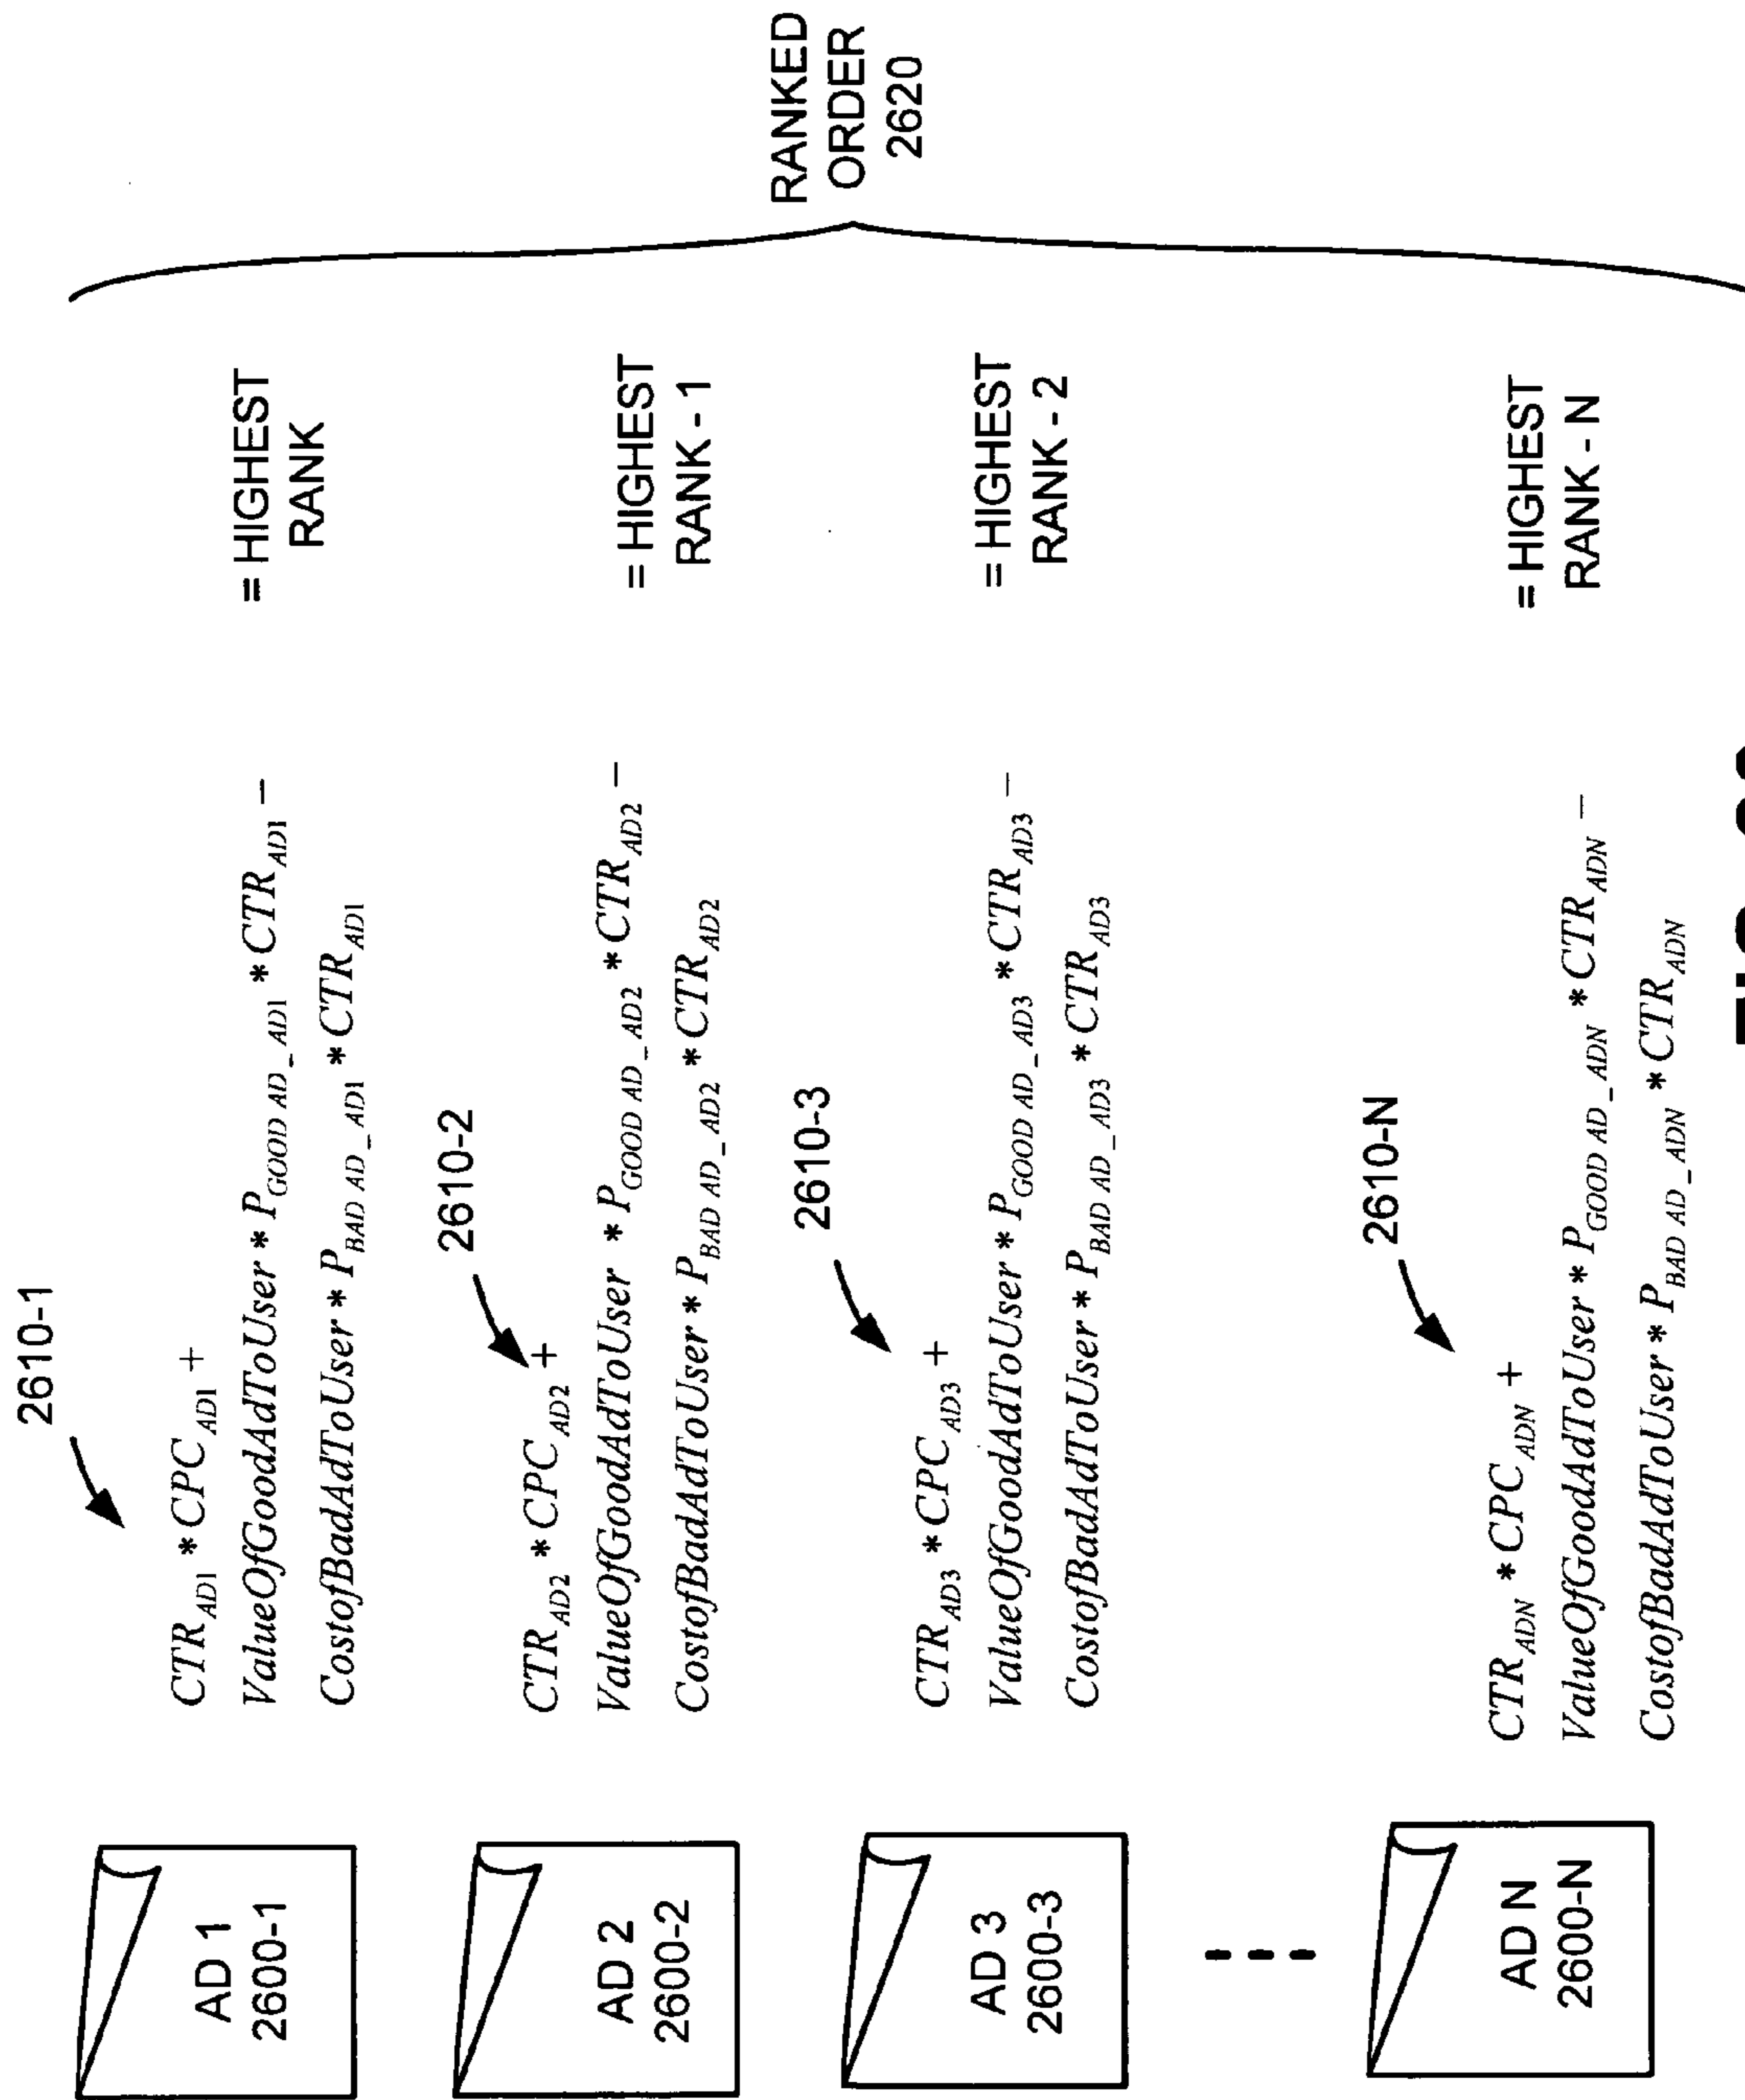 2610-1
AD 1
2600-1
CTR_AD1 * CPC_AD1 +
ValueOfGoodAdToUser * P_GOOD AD_AD1 * CTR_AD1 −
CostofBadAdToUser * P_BAD AD_AD1 * CTR_AD1
= HIGHEST
RANK
2610-2
AD 2
2600-2
CTR_AD2 * CPC_AD2 +
ValueOfGoodAdToUser * P_GOOD AD_AD2 * CTR_AD2 −
CostofBadAdToUser * P_BAD AD_AD2 * CTR_AD2
= HIGHEST
RANK - 1
2610-3
AD 3
2600-3
CTR_AD3 * CPC_AD3 +
ValueOfGoodAdToUser * P_GOOD AD_AD3 * CTR_AD3 −
CostofBadAdToUser * P_BAD AD_AD3 * CTR_AD3
= HIGHEST
RANK - 2
2610-N
AD N
2600-N
CTR_ADN * CPC_ADN +
ValueOfGoodAdToUser * P_GOOD AD_ADN * CTR_ADN −
CostofBadAdToUser * P_BAD AD_ADN * CTR_ADN
= HIGHEST
RANK - N
RANKED
ORDER
2620